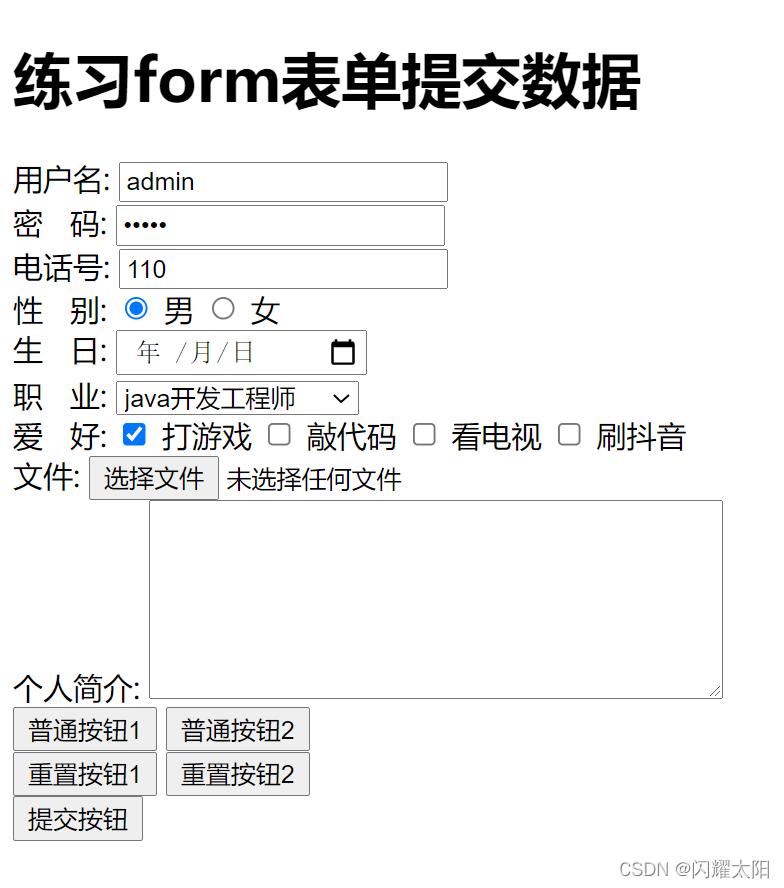 练习form表单提交数据
用户名: admin
密 码: •••••
电话号: 110
性 别: 男 女
生 日: 年 /月/日
职 业: java开发工程师
爱 好: 打游戏 敲代码 看电视 刷抖音
文件: 选择文件 未选择任何文件
个人简介:
普通按钮1 普通按钮2
重置按钮1 重置按钮2
提交按钮
CSDN @闪耀太阳